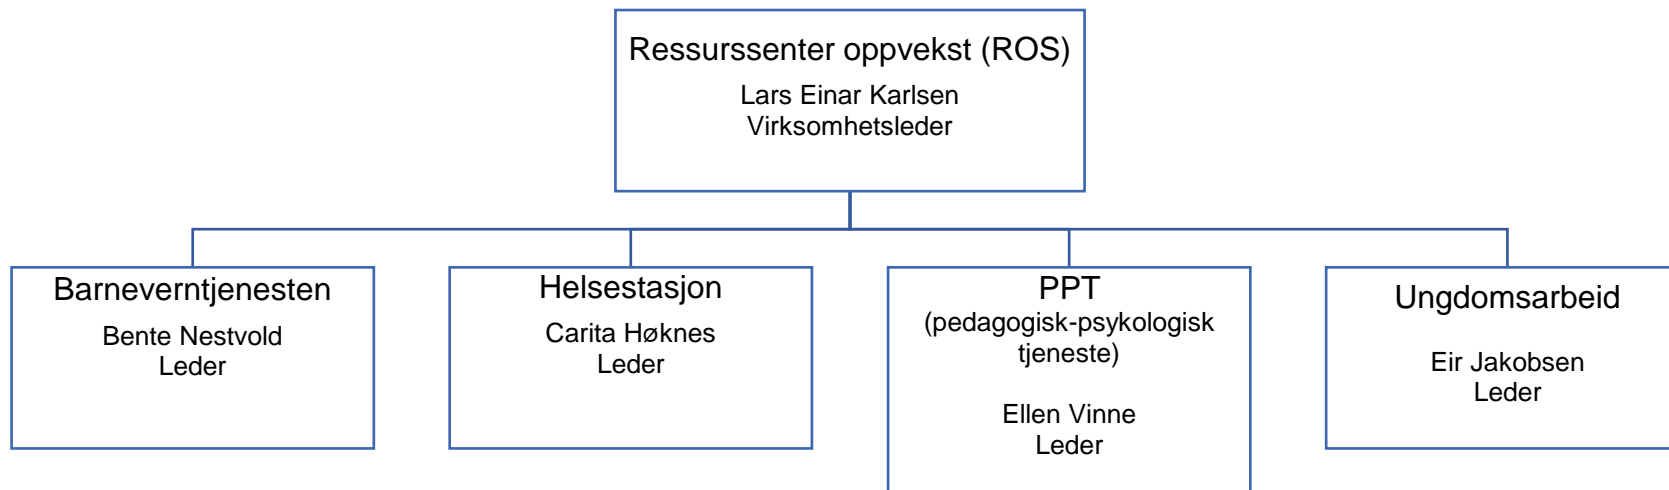 Ressurssenter oppvekst (ROS)
Lars Einar Karlsen
Virksomhetsleder
Barneverntjenesten
Bente Nestvold
Leder
Helsestasjon
Carita Høknes
Leder
PPT
(pedagogisk-psykologisk
tjeneste)
Ellen Vinne
Leder
Ungdomsarbeid
Eir Jakobsen
Leder